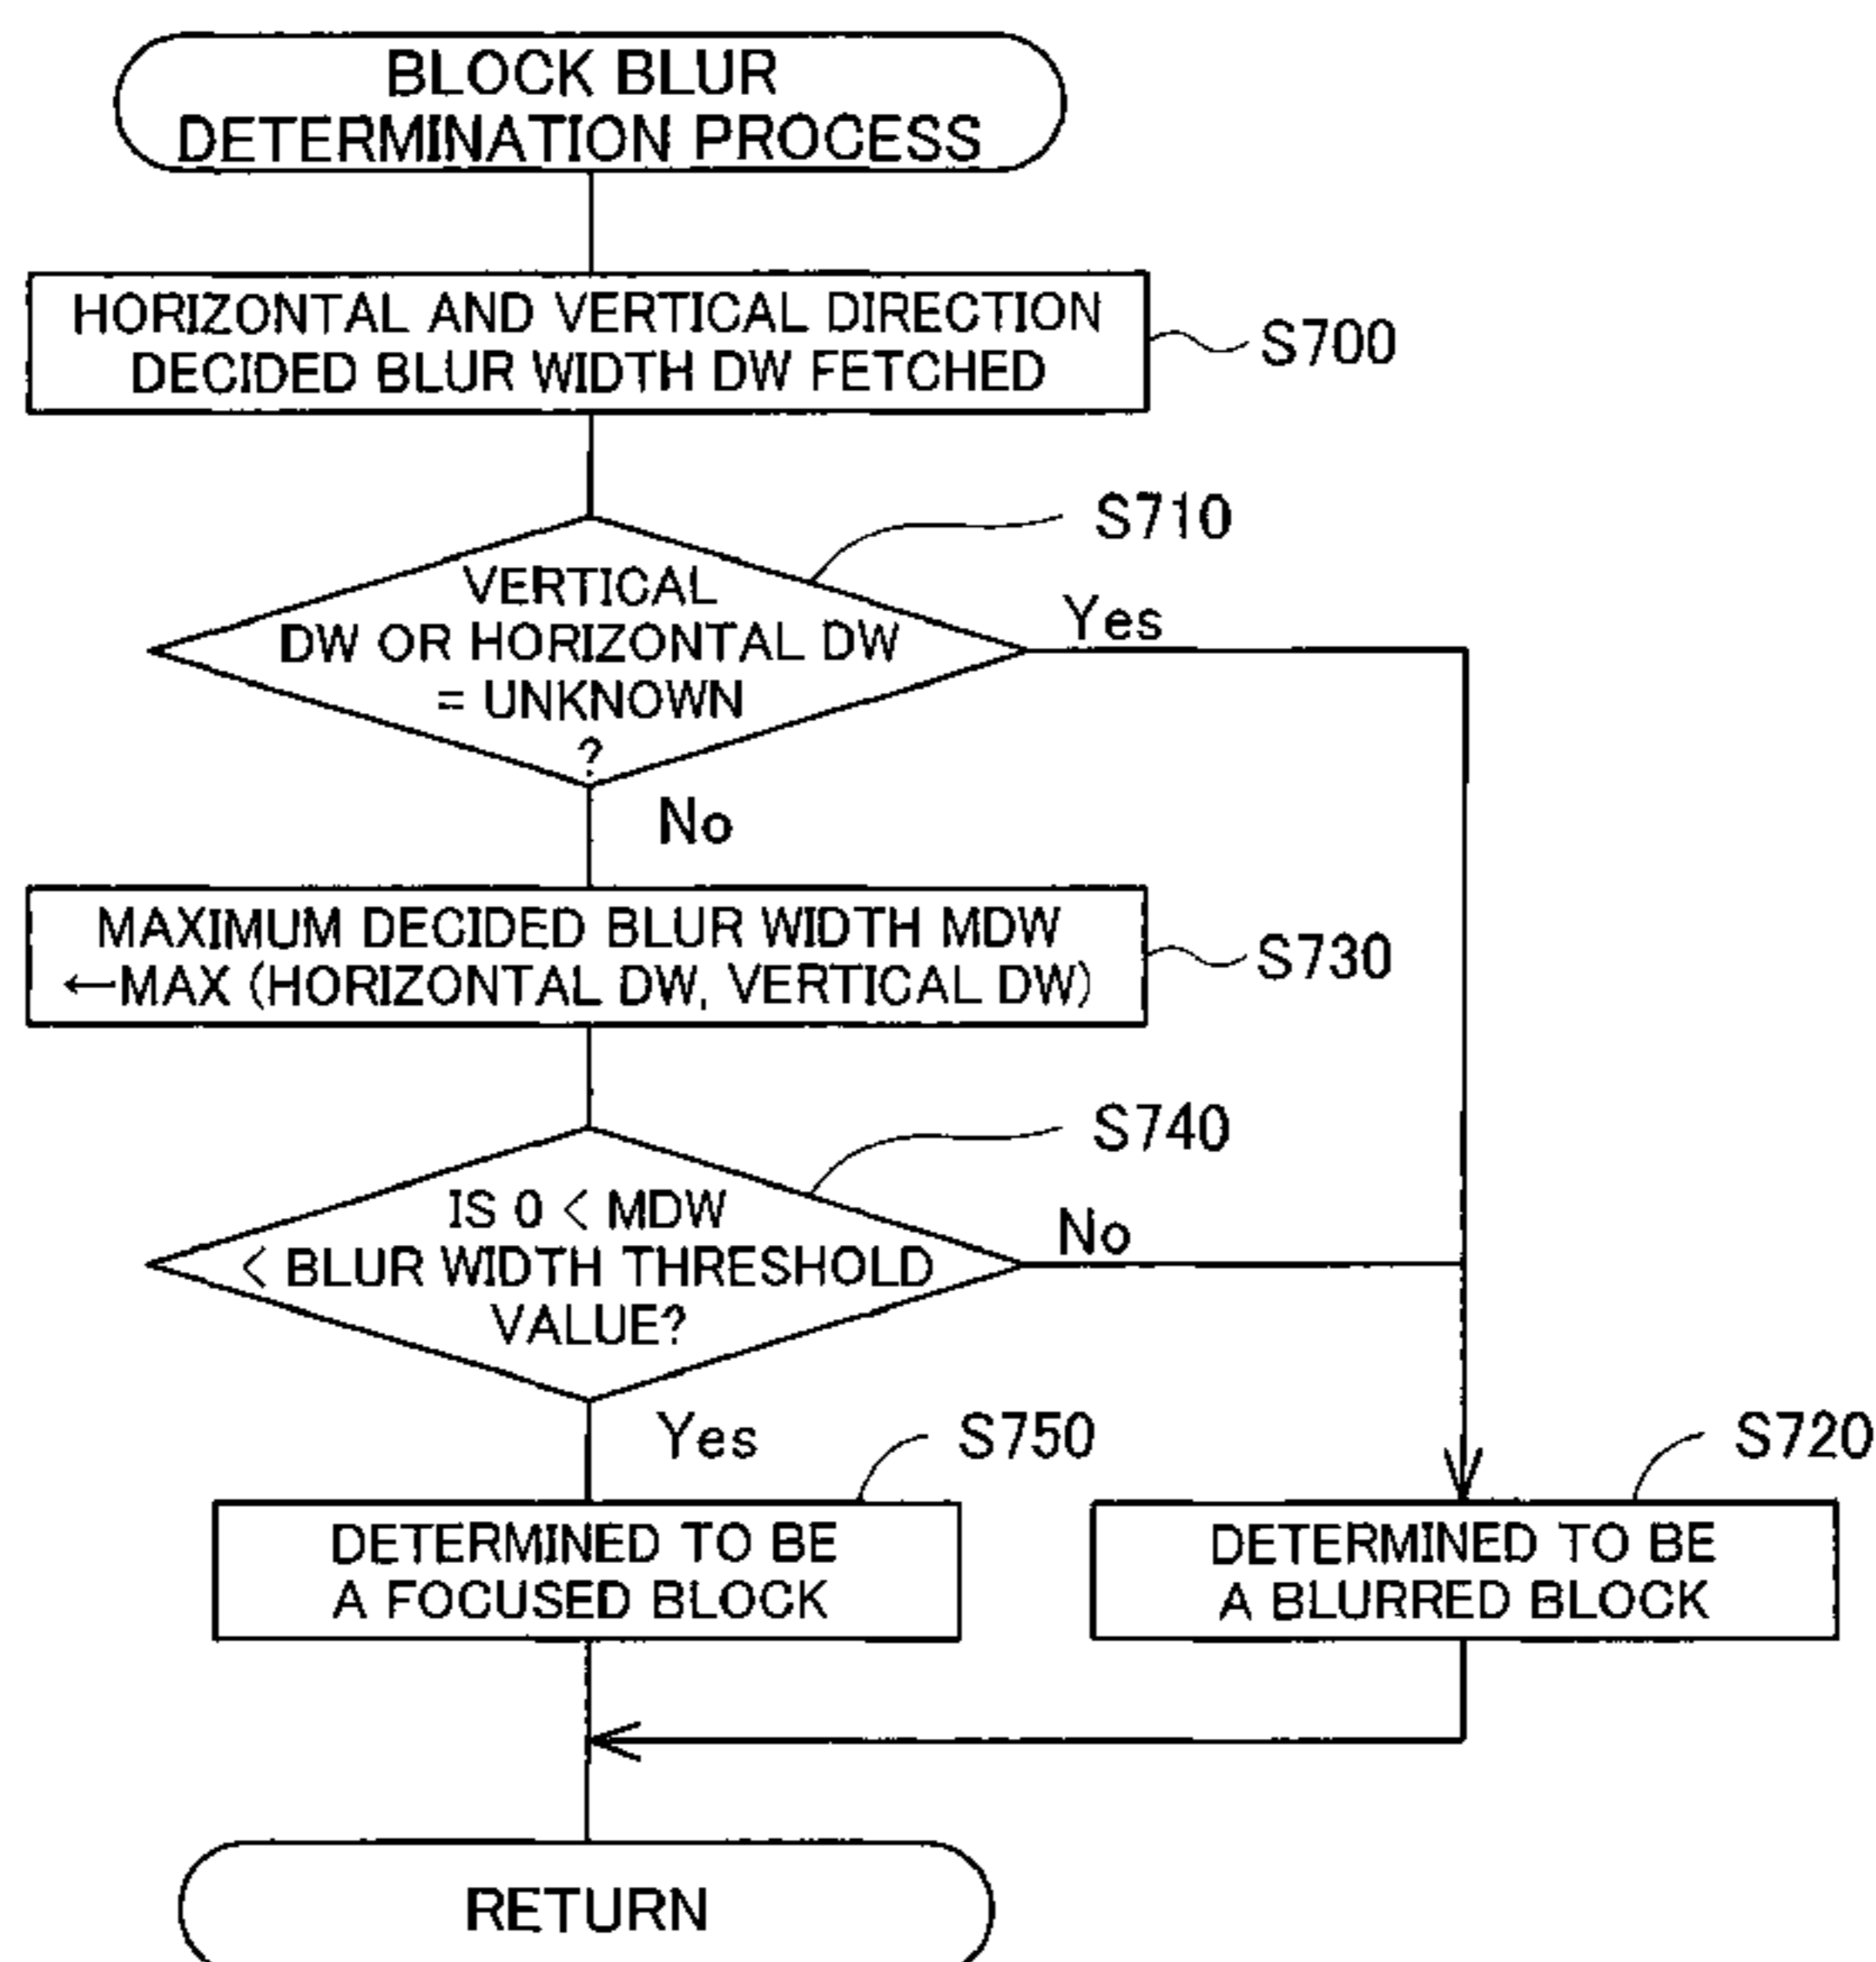 BLOCK BLUR
DETERMINATION PROCESS
HORIZONTAL AND VERTICAL DIRECTION
DECIDED BLUR WIDTH DW FETCHED
S700
S710
VERTICAL
DW OR HORIZONTAL DW
= UNKNOWN
?
Yes
No
MAXIMUM DECIDED BLUR WIDTH MDW
←MAX (HORIZONTAL DW, VERTICAL DW)
S730
S740
IS 0 < MDW
< BLUR WIDTH THRESHOLD
VALUE?
No
Yes
S750
S720
DETERMINED TO BE
A FOCUSED BLOCK
DETERMINED TO BE
A BLURRED BLOCK
RETURN